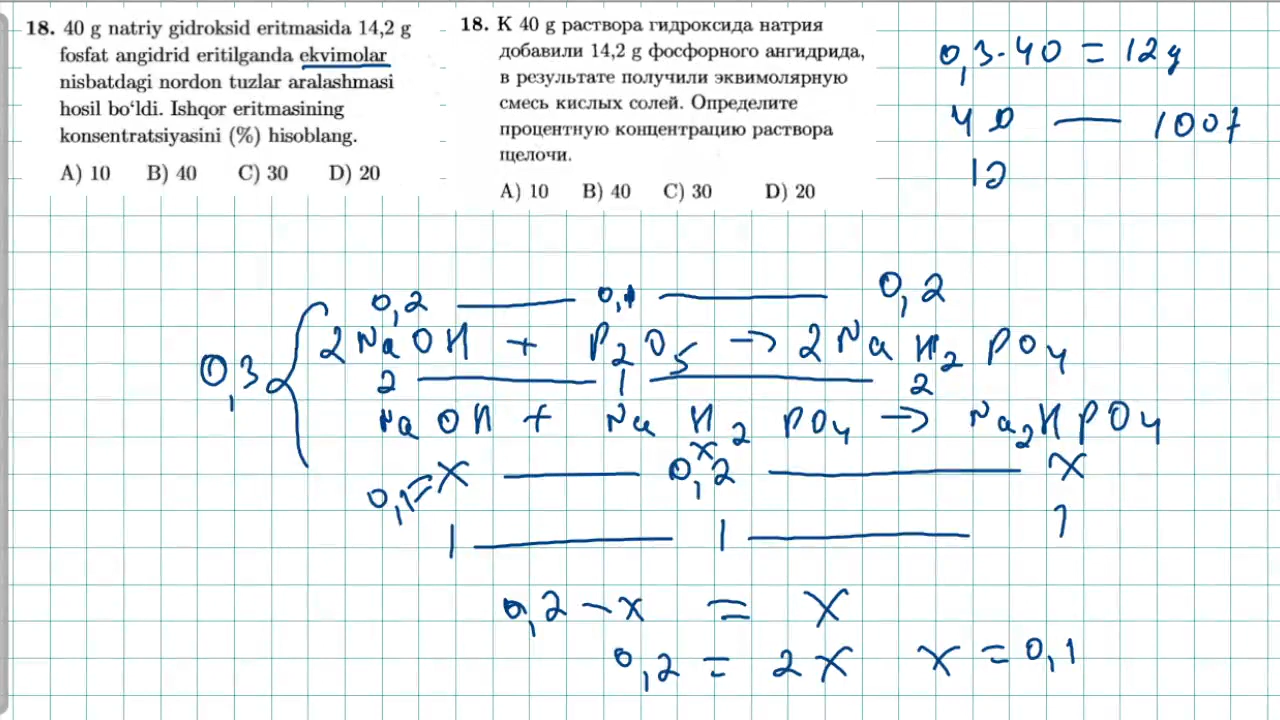 18. 40 g natriy gidroksid eritmasida 14,2 g
fosfat angidrid eritilganda ekvimolar
nisbatdagi nordon tuzlar aralashmasi
hosil bo‘ldi. Ishqor eritmasining
konsentratsiyasini (%) hisoblang.
A) 10 B) 40 C) 30 D) 20
18. К 40 g раствора гидроксида натрия
добавили 14,2 g фосфорного ангидрида,
в результате получили эквимолярную
смесь кислых солей. Определите
процентную концентрацию раствора
щелочи.
A) 10 B) 40 C) 30 D) 20
0,3·40 = 12g
40 — 100%
12
0,2 — 0,1 — 0,2
0,3 { 2NaOH + P2O5 → 2NaH2PO4
2 — 1 — 2
NaOH + NaH2PO4 → Na2HPO4
x
0,1=x — 0,2 — x
1 — 1 — 1
0,2 - x = x
0,2 = 2x x = 0,1